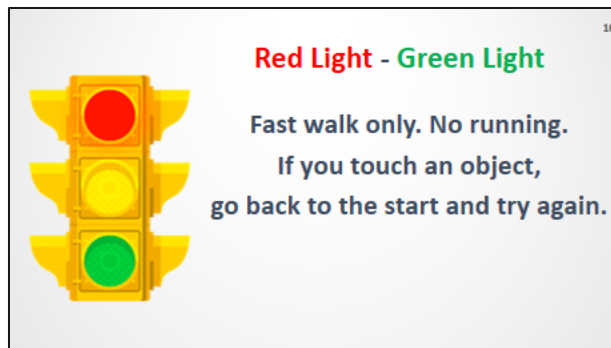 Red Light - Green Light
Fast walk only. No running.
If you touch an object,
go back to the start and try again.